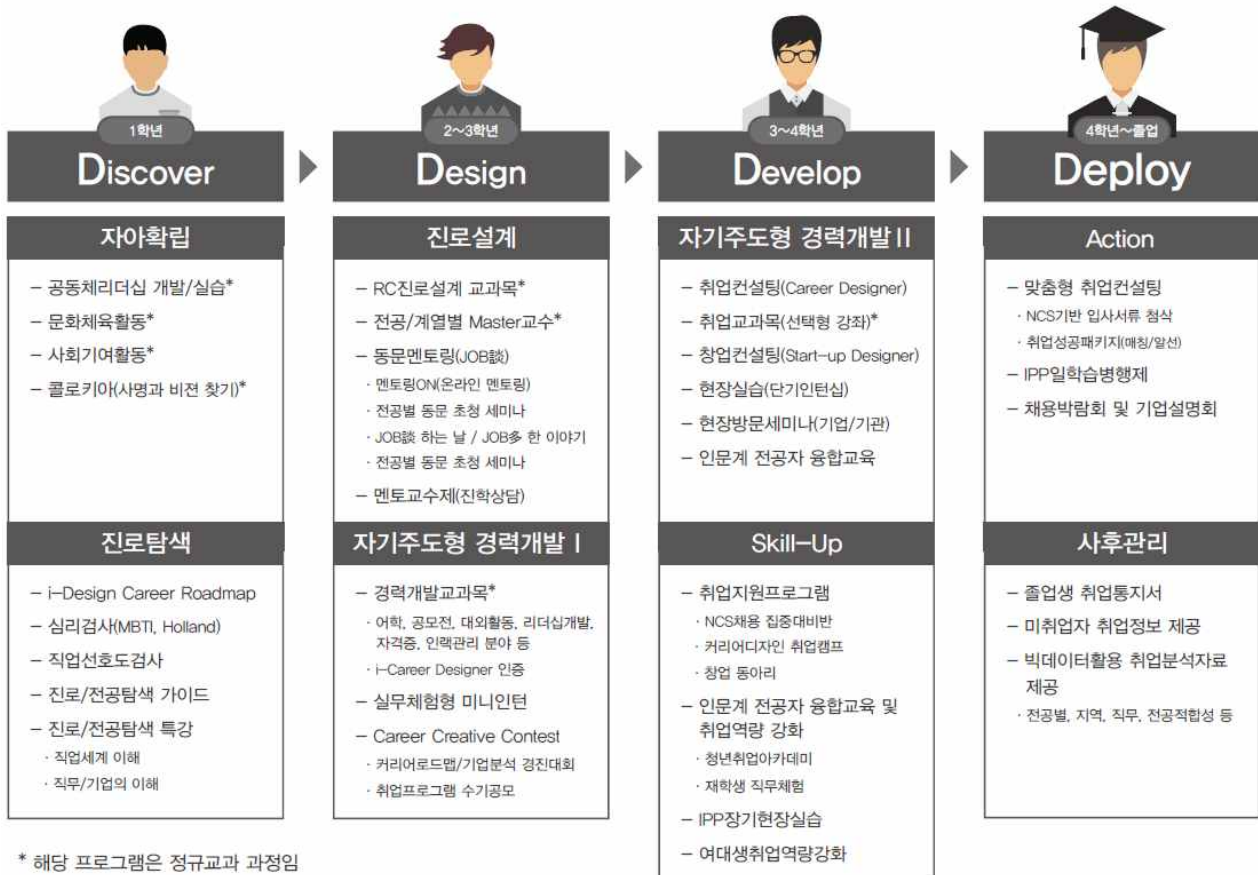 1학년
Discover
자아확립
– 공동체리더십 개발/실습*
– 문화체육활동*
– 사회기여활동*
– 콜로키아(사명과 비젼 찾기)*
진로탐색
– i–Design Career Roadmap
– 심리검사(MBTI, Holland)
– 직업선호도검사
– 진로/전공탐색 가이드
– 진로/전공탐색 특강
· 직업세계 이해
· 직무/기업의 이해
2~3학년
Design
진로설계
– RC진로설계 교과목*
– 전공/계열별 Master교수*
– 동문멘토링(JOB談)
· 멘토링ON(온라인 멘토링)
· 전공별 동문 초청 세미나
· JOB談 하는 날 / JOB多 한 이야기
· 전공별 동문 초청 세미나
– 멘토교수제(진학상담)
자기주도형 경력개발 Ⅰ
– 경력개발교과목*
· 어학, 공모전, 대외활동, 리더십개발,
자격증, 인맥관리 분야 등
· i–Career Designer 인증
– 실무체험형 미니인턴
– Career Creative Contest
· 커리어로드맵/기업분석 경진대회
· 취업프로그램 수기공모
3~4학년
Develop
자기주도형 경력개발Ⅱ
– 취업컨설팅(Career Designer)
– 취업교과목(선택형 강좌)*
– 창업컨설팅(Start–up Designer)
– 현장실습(단기인턴십)
– 현장방문세미나(기업/기관)
– 인문계 전공자 융합교육
Skill–Up
– 취업지원프로그램
· NCS채용 집중대비반
· 커리어디자인 취업캠프
· 창업 동아리
– 인문계 전공자 융합교육 및
취업역량 강화
· 청년취업아카데미
· 재학생 직무체험
– IPP장기현장실습
– 여대생취업역량강화
4학년~졸업
Deploy
Action
– 맞춤형 취업컨설팅
· NCS기반 입사서류 첨삭
· 취업성공패키지(매칭/알선)
– IPP일학습병행제
– 채용박람회 및 기업설명회
사후관리
– 졸업생 취업통지서
– 미취업자 취업정보 제공
– 빅데이터활용 취업분석자료
제공
· 전공별, 지역, 직무, 전공적합성 등
* 해당 프로그램은 정규교과 과정임